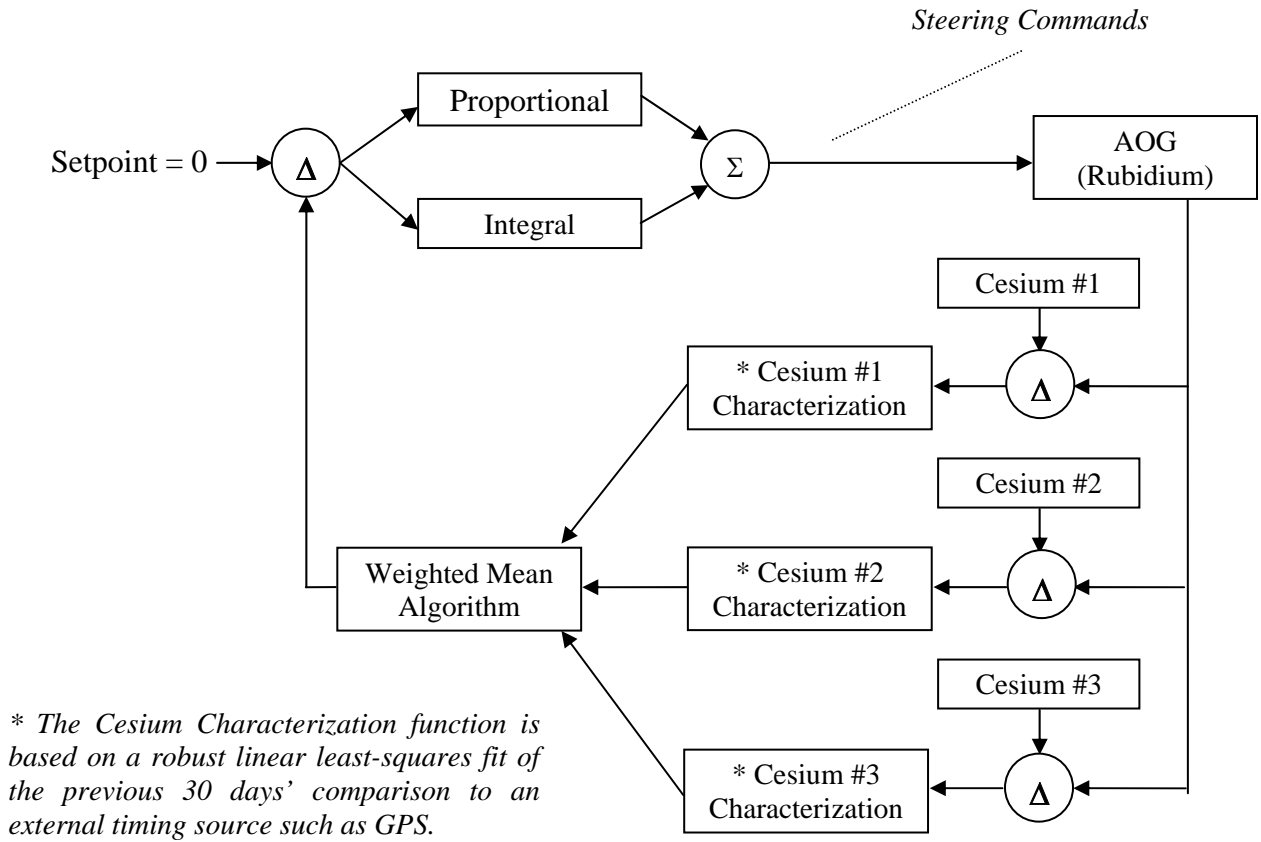 Steering Commands
Proportional
Setpoint = 0
Δ
Σ
AOG
(Rubidium)
Integral
Cesium #1
* Cesium #1
Characterization
Δ
Cesium #2
Weighted Mean
Algorithm
* Cesium #2
Characterization
Δ
Cesium #3
* Cesium #3
Characterization
Δ
* The Cesium Characterization function is
based on a robust linear least-squares fit of
the previous 30 days’ comparison to an
external timing source such as GPS.